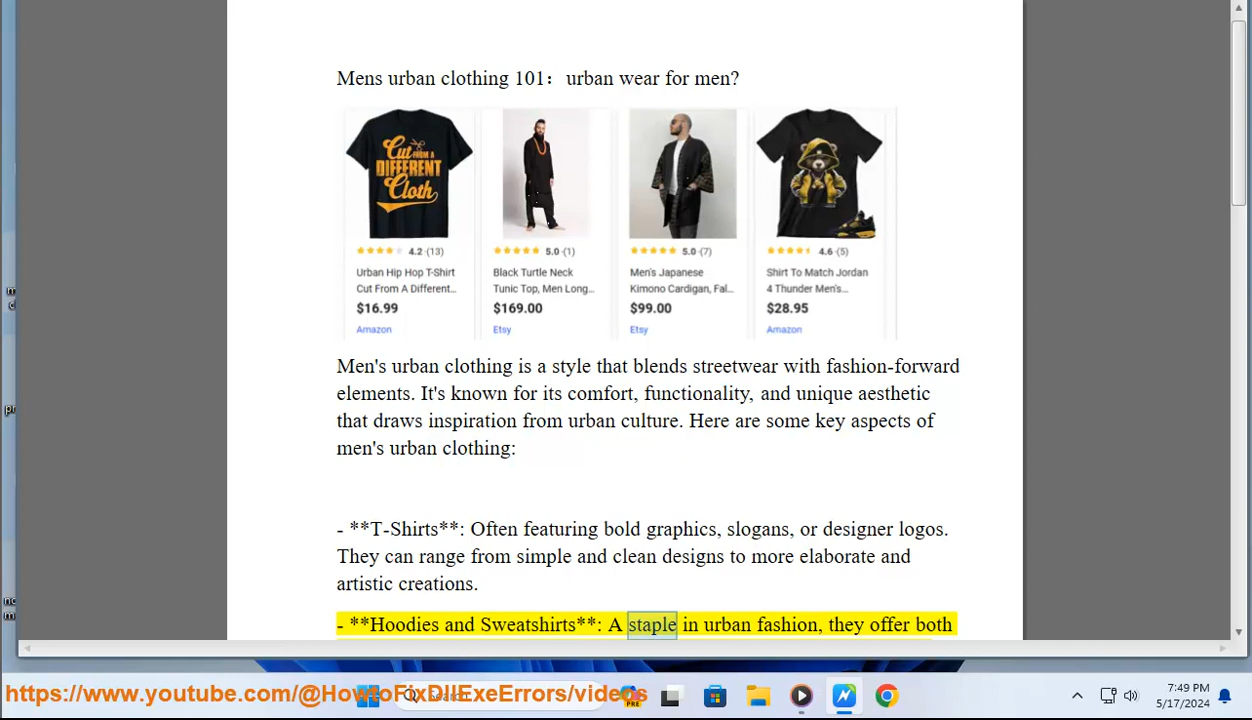 Mens urban clothing 101：urban wear for men?
Cut FROM A
DIFFERENT
Cloth
4.2 (13)
5.0 (1)
5.0 (7)
4.6 (5)
Urban Hip Hop T-Shirt
Cut From A Different...
Black Turtle Neck
Tunic Top, Men Long...
Men's Japanese
Kimono Cardigan, Fal...
Shirt To Match Jordan
4 Thunder Men's...
$16.99
$169.00
$99.00
$28.95
Amazon
Etsy
Etsy
Amazon
Men's urban clothing is a style that blends streetwear with fashion-forward
elements. It's known for its comfort, functionality, and unique aesthetic
that draws inspiration from urban culture. Here are some key aspects of
men's urban clothing:
- **T-Shirts**: Often featuring bold graphics, slogans, or designer logos.
They can range from simple and clean designs to more elaborate and
artistic creations.
- **Hoodies and Sweatshirts**: A staple in urban fashion, they offer both
https://www.youtube.com/@HowtoFixDllExeErrors/videos
PRE
7:49 PM
5/17/2024